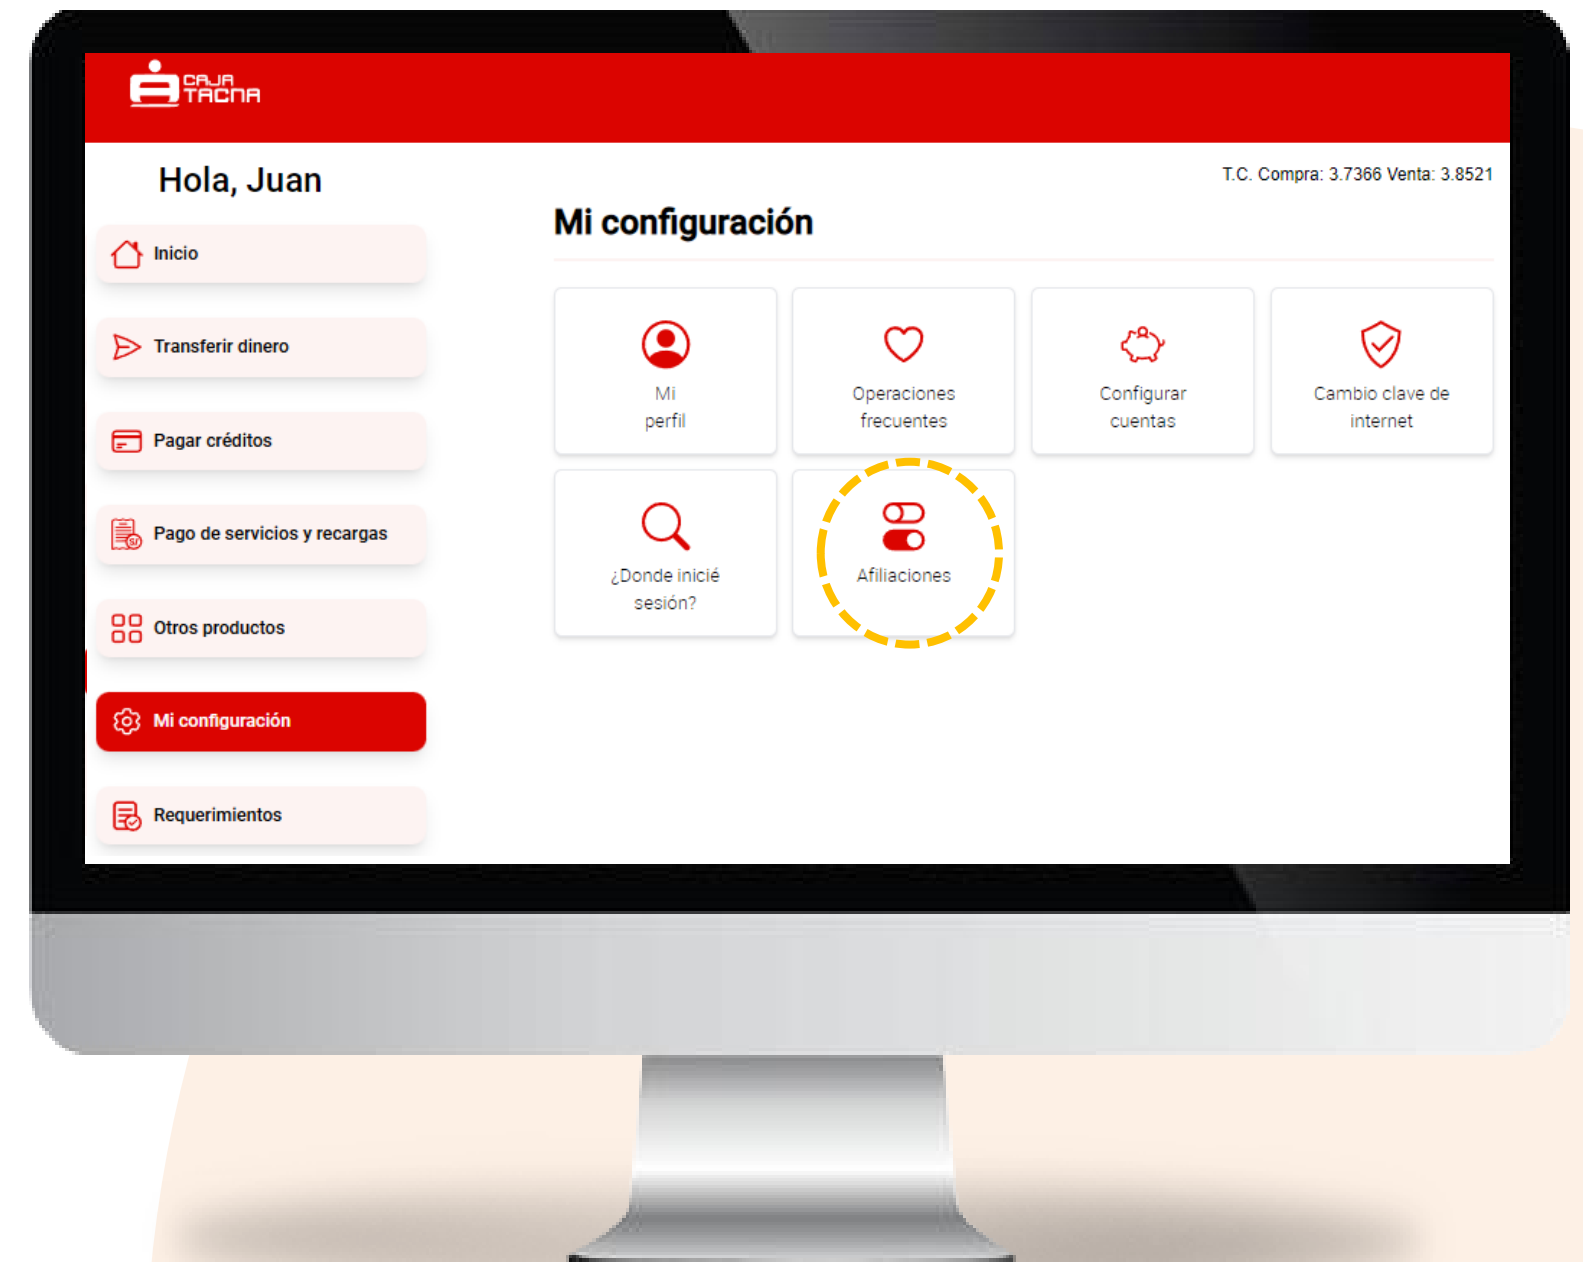 CAJA
TACNA
Hola, Juan
T.C. Compra: 3.7366 Venta: 3.8521
Mi configuración
Inicio
Transferir dinero
Pagar créditos
Pago de servicios y recargas
S/
Otros productos
Mi configuración
Requerimientos
Mi
perfil
Operaciones
frecuentes
Configurar
cuentas
Cambio clave de
internet
¿Donde inicié
sesión?
Afiliaciones